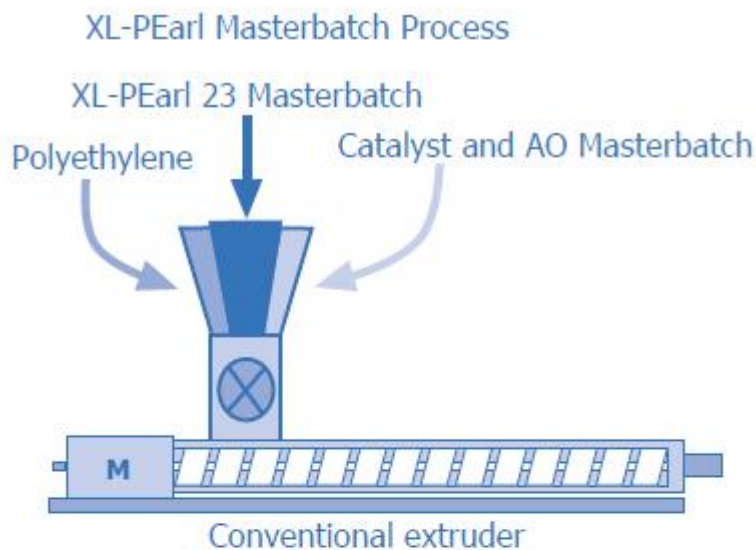 XL-PEarl Masterbatch Process
XL-PEarl 23 Masterbatch
Polyethylene
Catalyst and AO Masterbatch
M
Conventional extruder